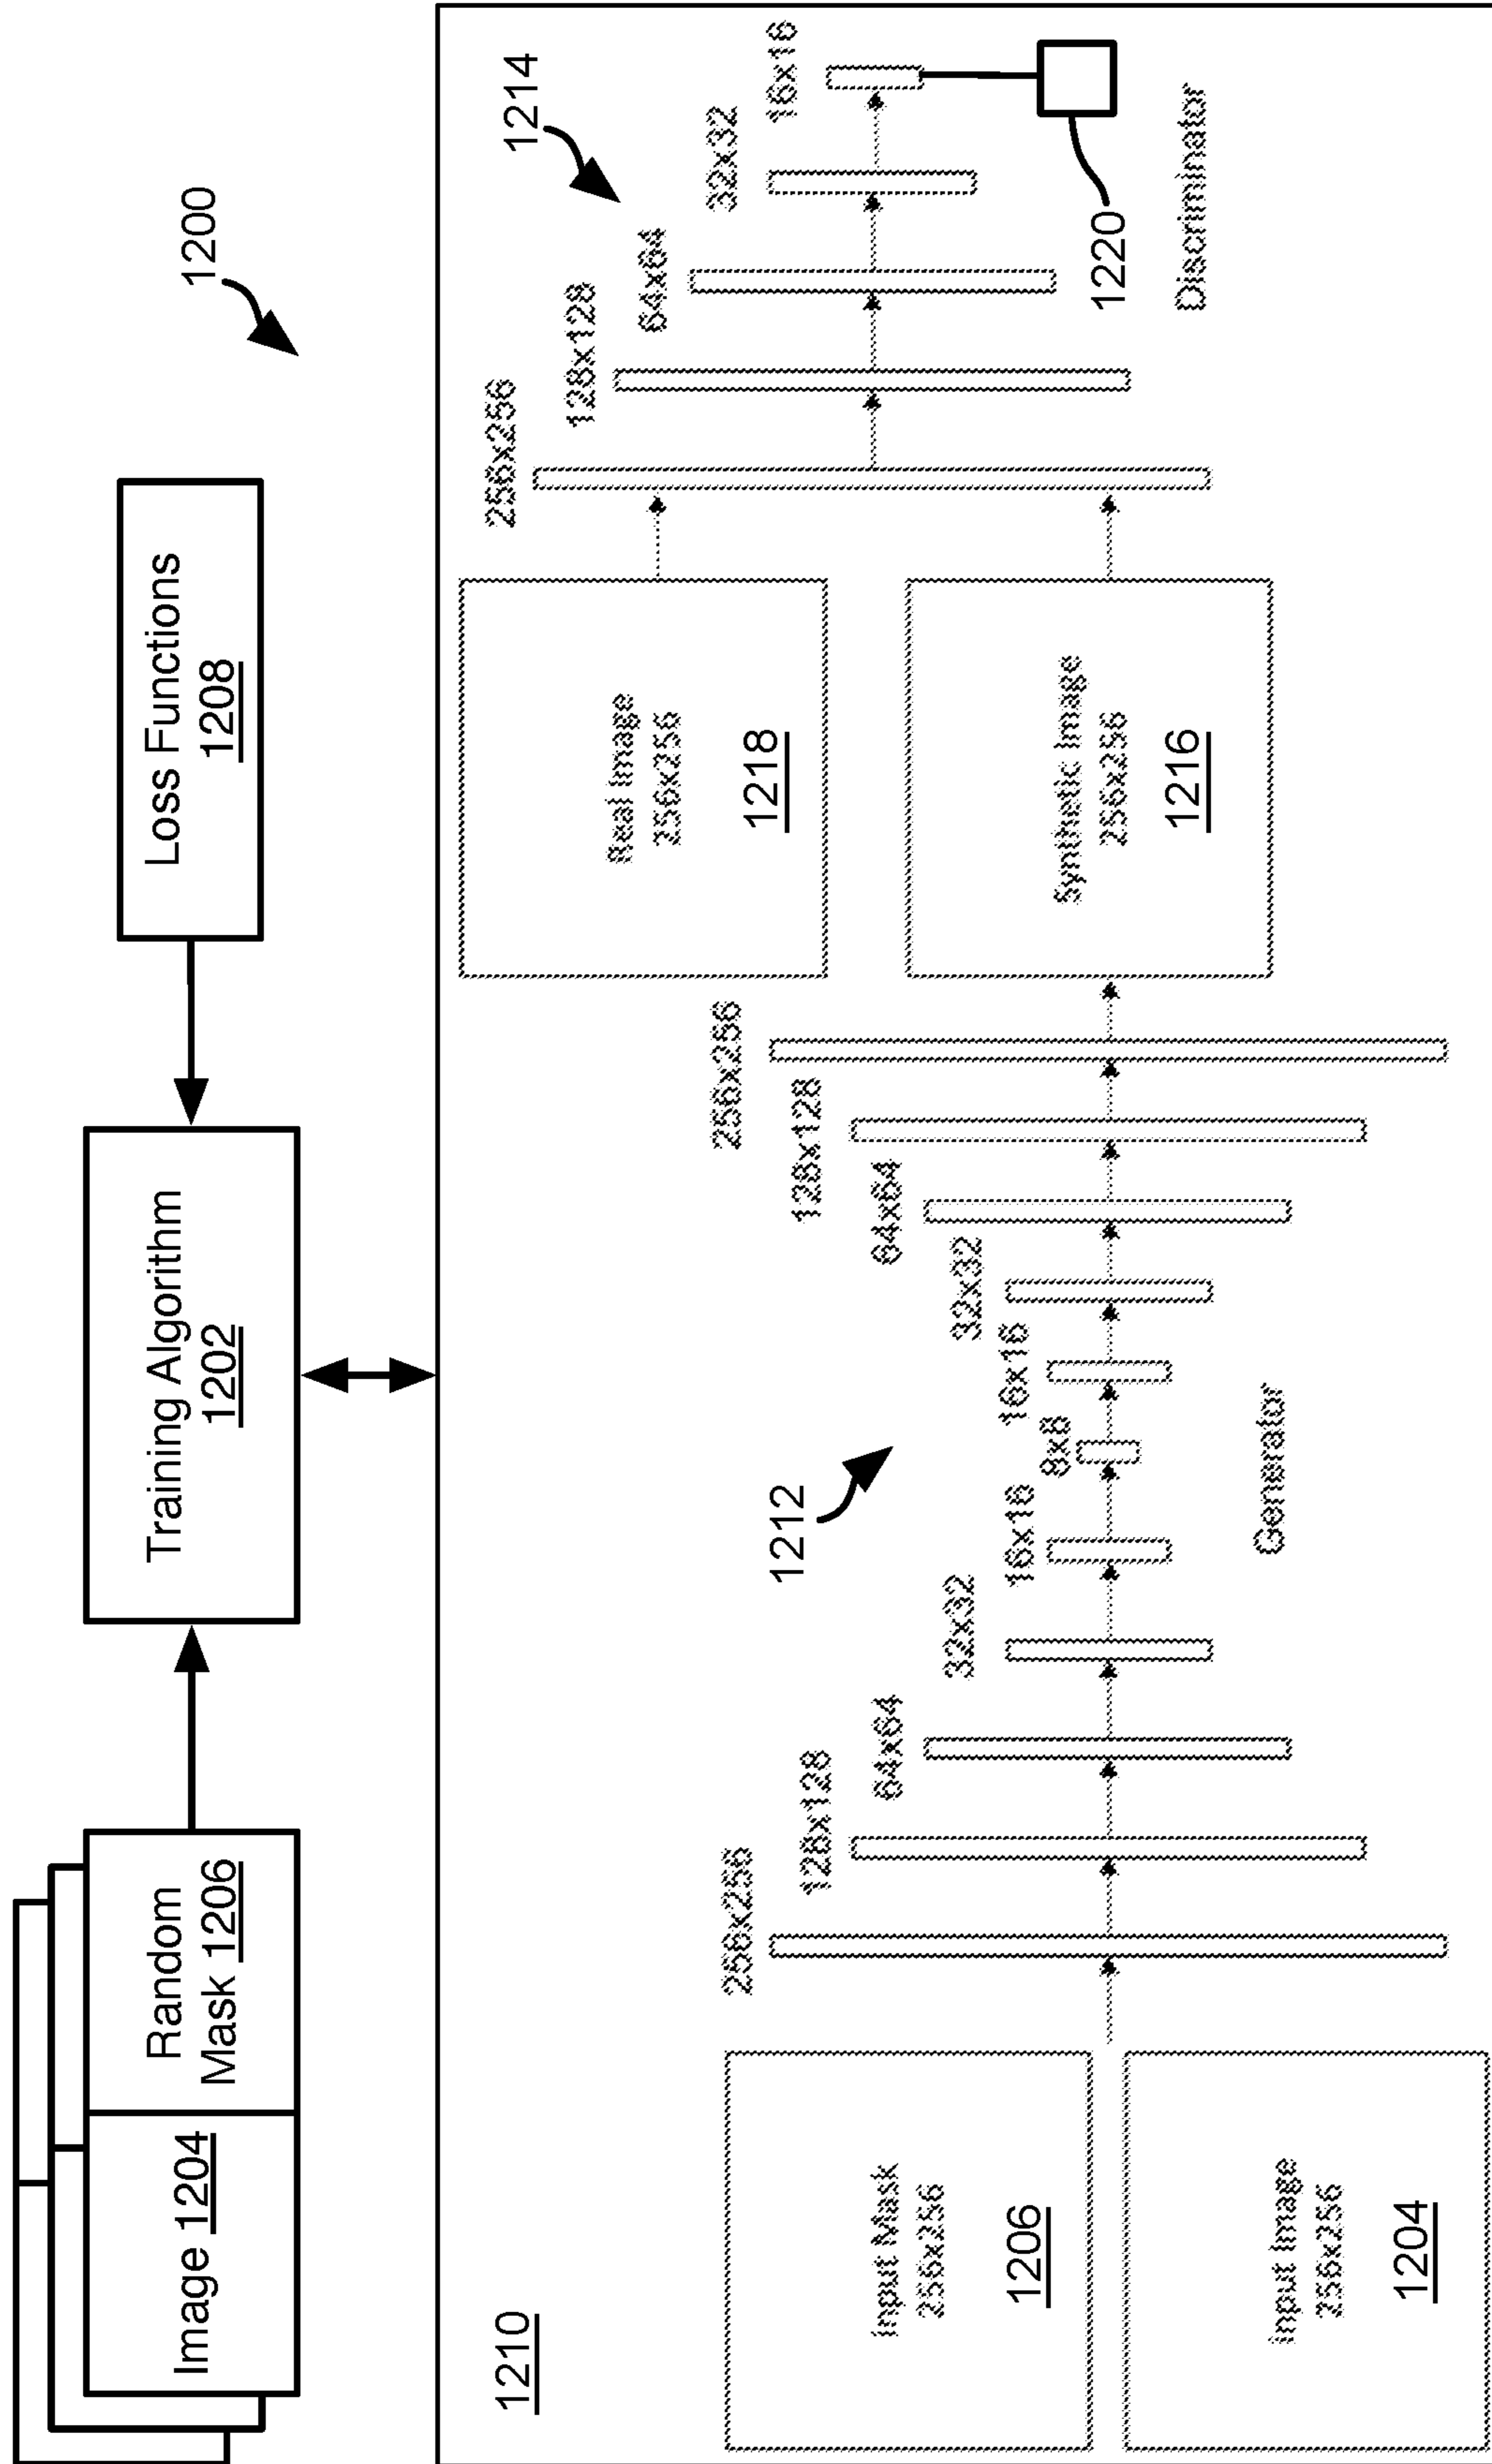 1200
Image 1204
Random
Mask 1206
Training Algorithm
1202
Loss Functions
1208
1210
Input Mask
256x256
1206
Input Image
256x256
1204
256x256
128x128
64x64
32x32
16x16
8x8
16x16
32x32
64x64
128x128
256x256
1212
Generator
Real Image
256x256
1218
Synthetic Image
256x256
1216
256x256
128x128
64x64
32x32
16x16
1214
1220
Discriminator